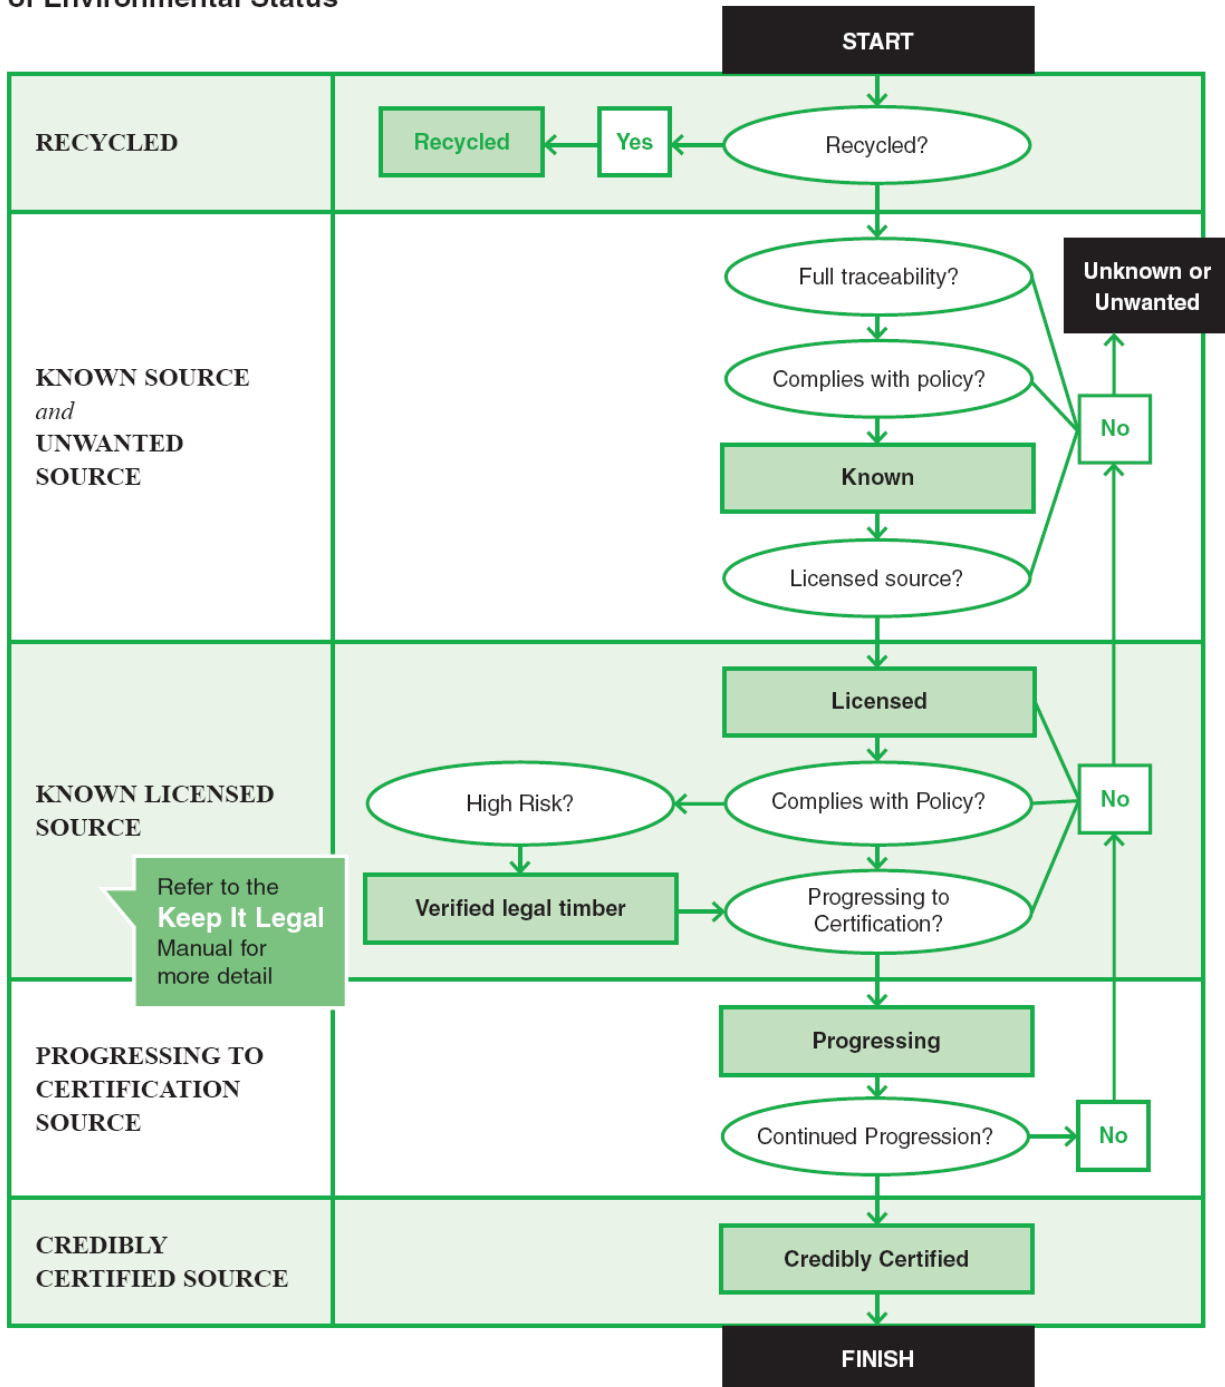 of Environmental Status
START
RECYCLED
Recycled
Yes
Recycled?
KNOWN SOURCE
and
UNWANTED
SOURCE
Full traceability?
Unknown or
Unwanted
Complies with policy?
No
Known
Licensed source?
KNOWN LICENSED
SOURCE
Licensed
High Risk?
Complies with Policy?
No
Verified legal timber
Progressing to
Certification?
Refer to the
Keep It Legal
Manual for
more detail
PROGRESSING TO
CERTIFICATION
SOURCE
Progressing
Continued Progression?
No
CREDIBLY
CERTIFIED SOURCE
Credibly Certified
FINISH